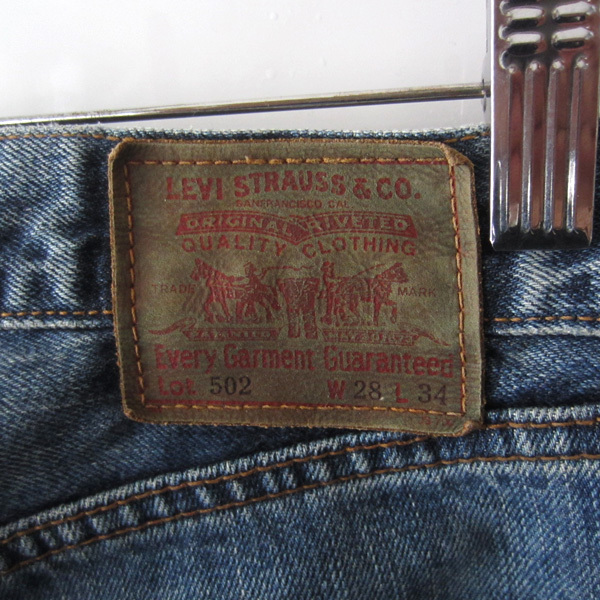 LEVI STRAUSS & CO.
SAN FRANCISCO CAL.
ORIGINAL RIVETED
QUALITY CLOTHING
TRADE MARK
Every Garment Guaranteed
Lot 502 W 28 L 34